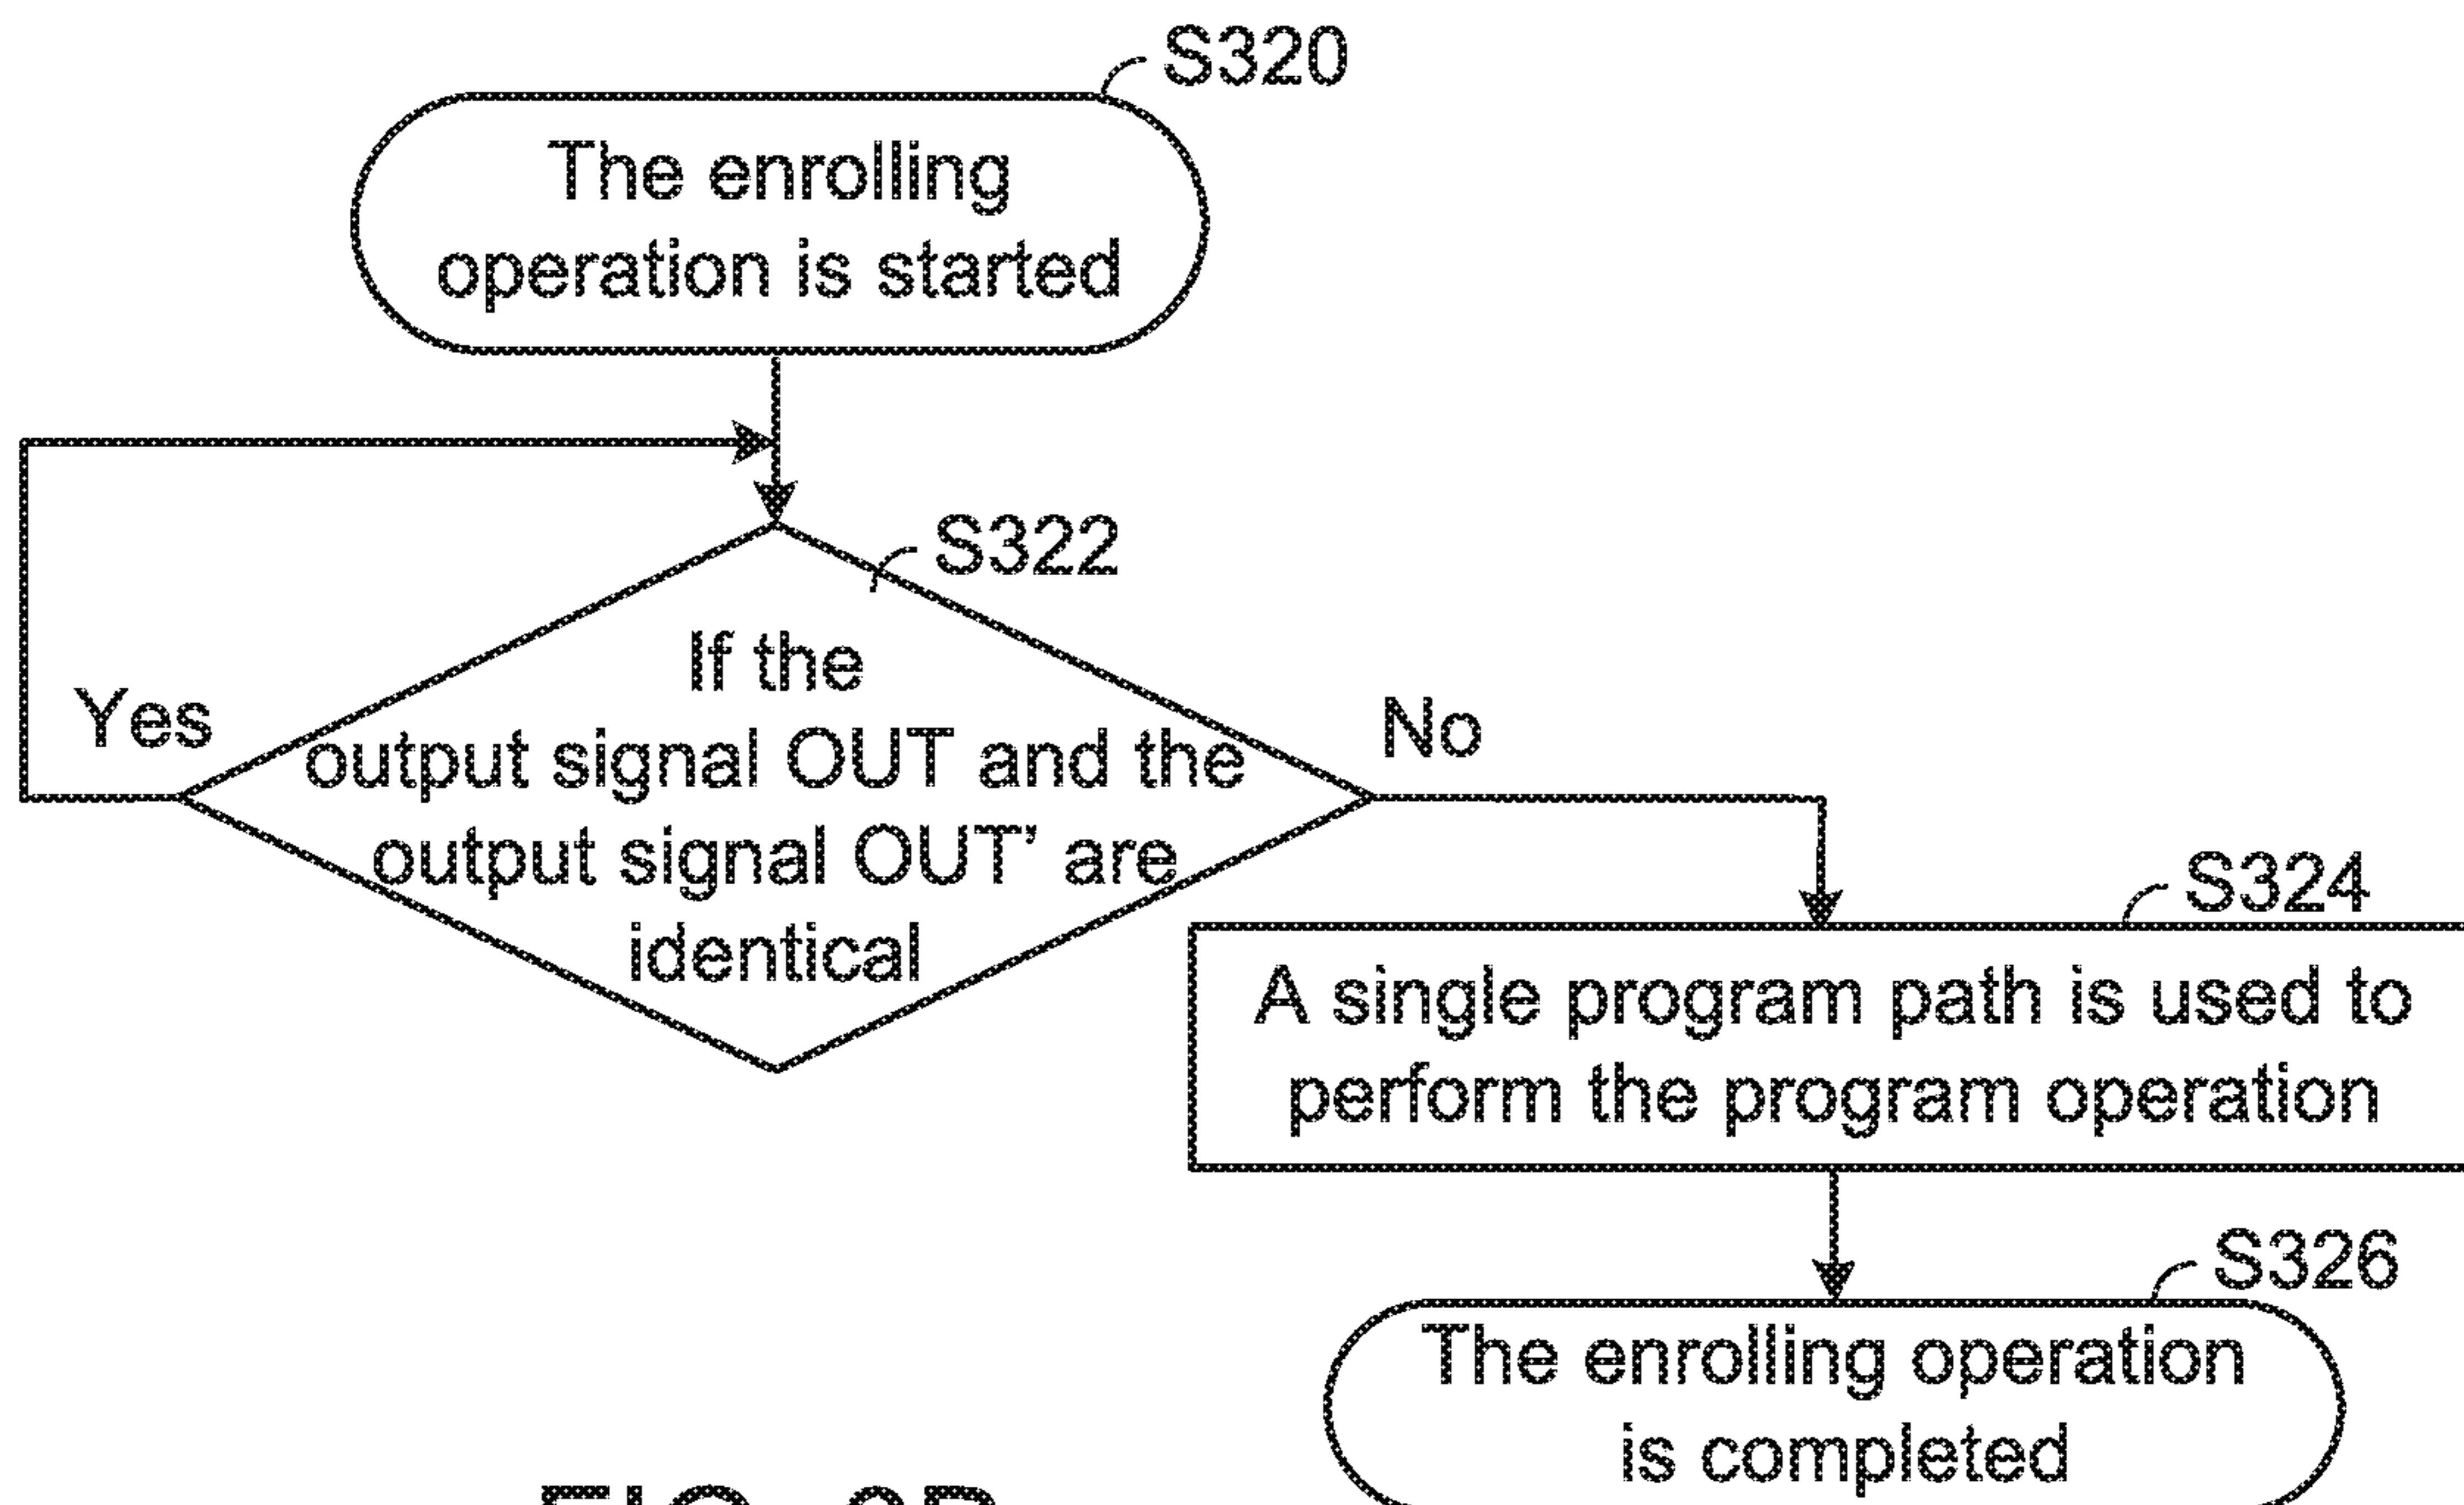 S320
The enrolling
operation is started
S322
If the
output signal OUT and the
output signal OUT' are
identical
Yes
No
S324
A single program path is used to
perform the program operation
S326
The enrolling operation
is completed